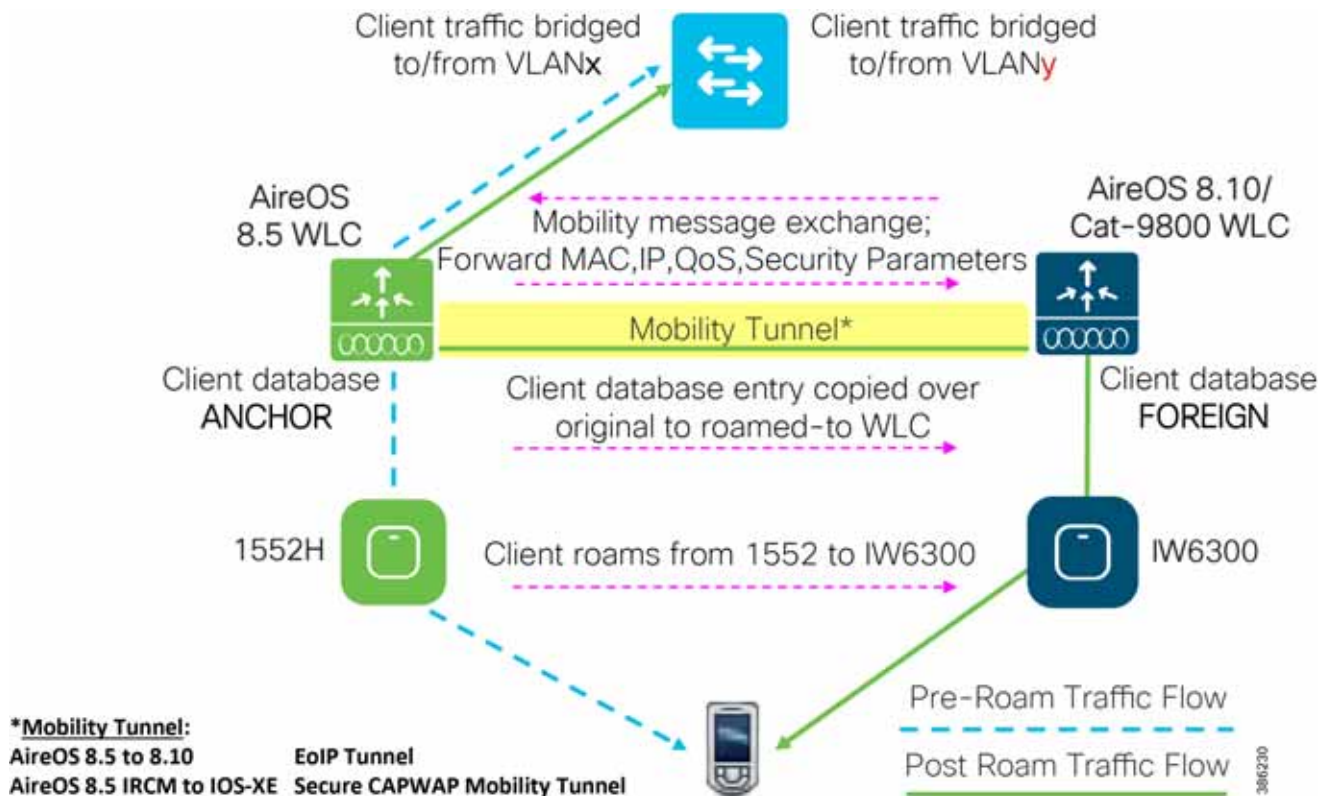 Client traffic bridged
to/from VLANx
Client traffic bridged
to/from VLANy
AireOS
8.5 WLC
Mobility message exchange;
Forward MAC,IP,QoS,Security Parameters
AireOS 8.10/
Cat-9800 WLC
Mobility Tunnel*
Client database
ANCHOR
Client database entry copied over
original to roamed-to WLC
Client database
FOREIGN
1552H
Client roams from 1552 to IW6300
IW6300
Pre-Roam Traffic Flow
Post Roam Traffic Flow
*Mobility Tunnel:
AireOS 8.5 to 8.10 EoIP Tunnel
AireOS 8.5 IRCM to IOS-XE Secure CAPWAP Mobility Tunnel
386230